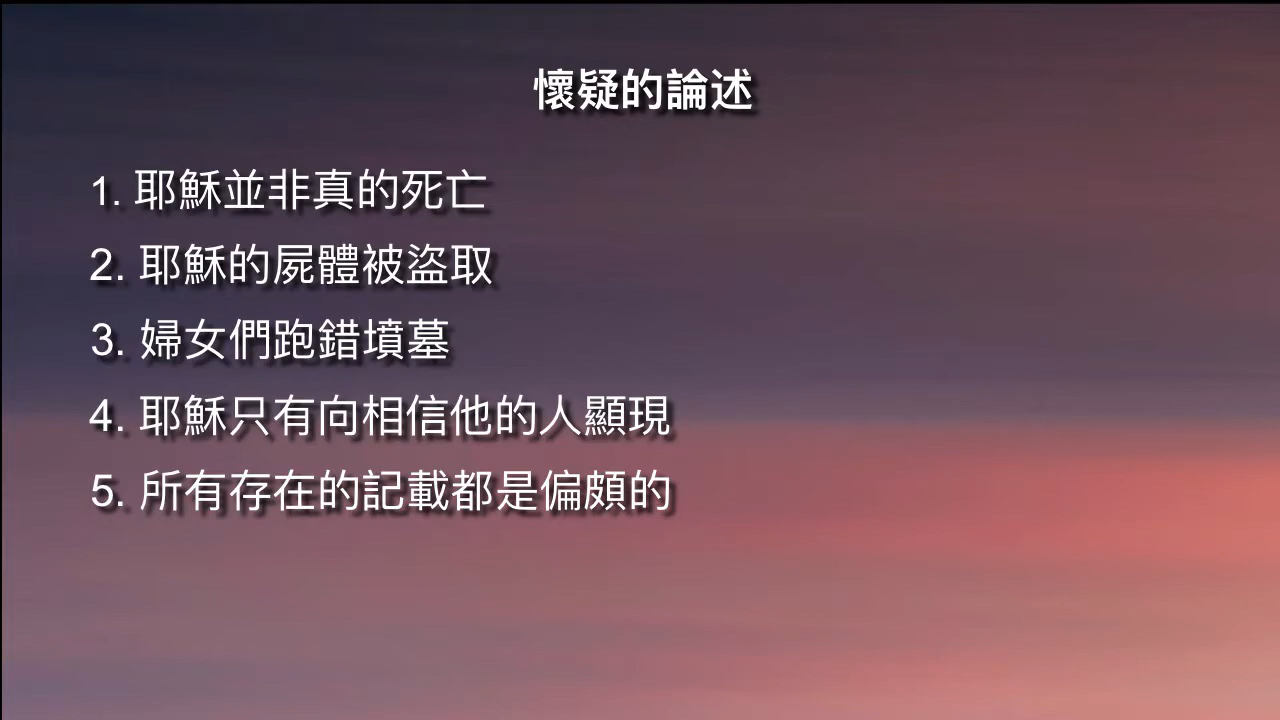 懷疑的論述
1. 耶穌並非真的死亡
2. 耶穌的屍體被盜取
3. 婦女們跑錯墳墓
4. 耶穌只有向相信他的人顯現
5. 所有存在的記載都是偏頗的